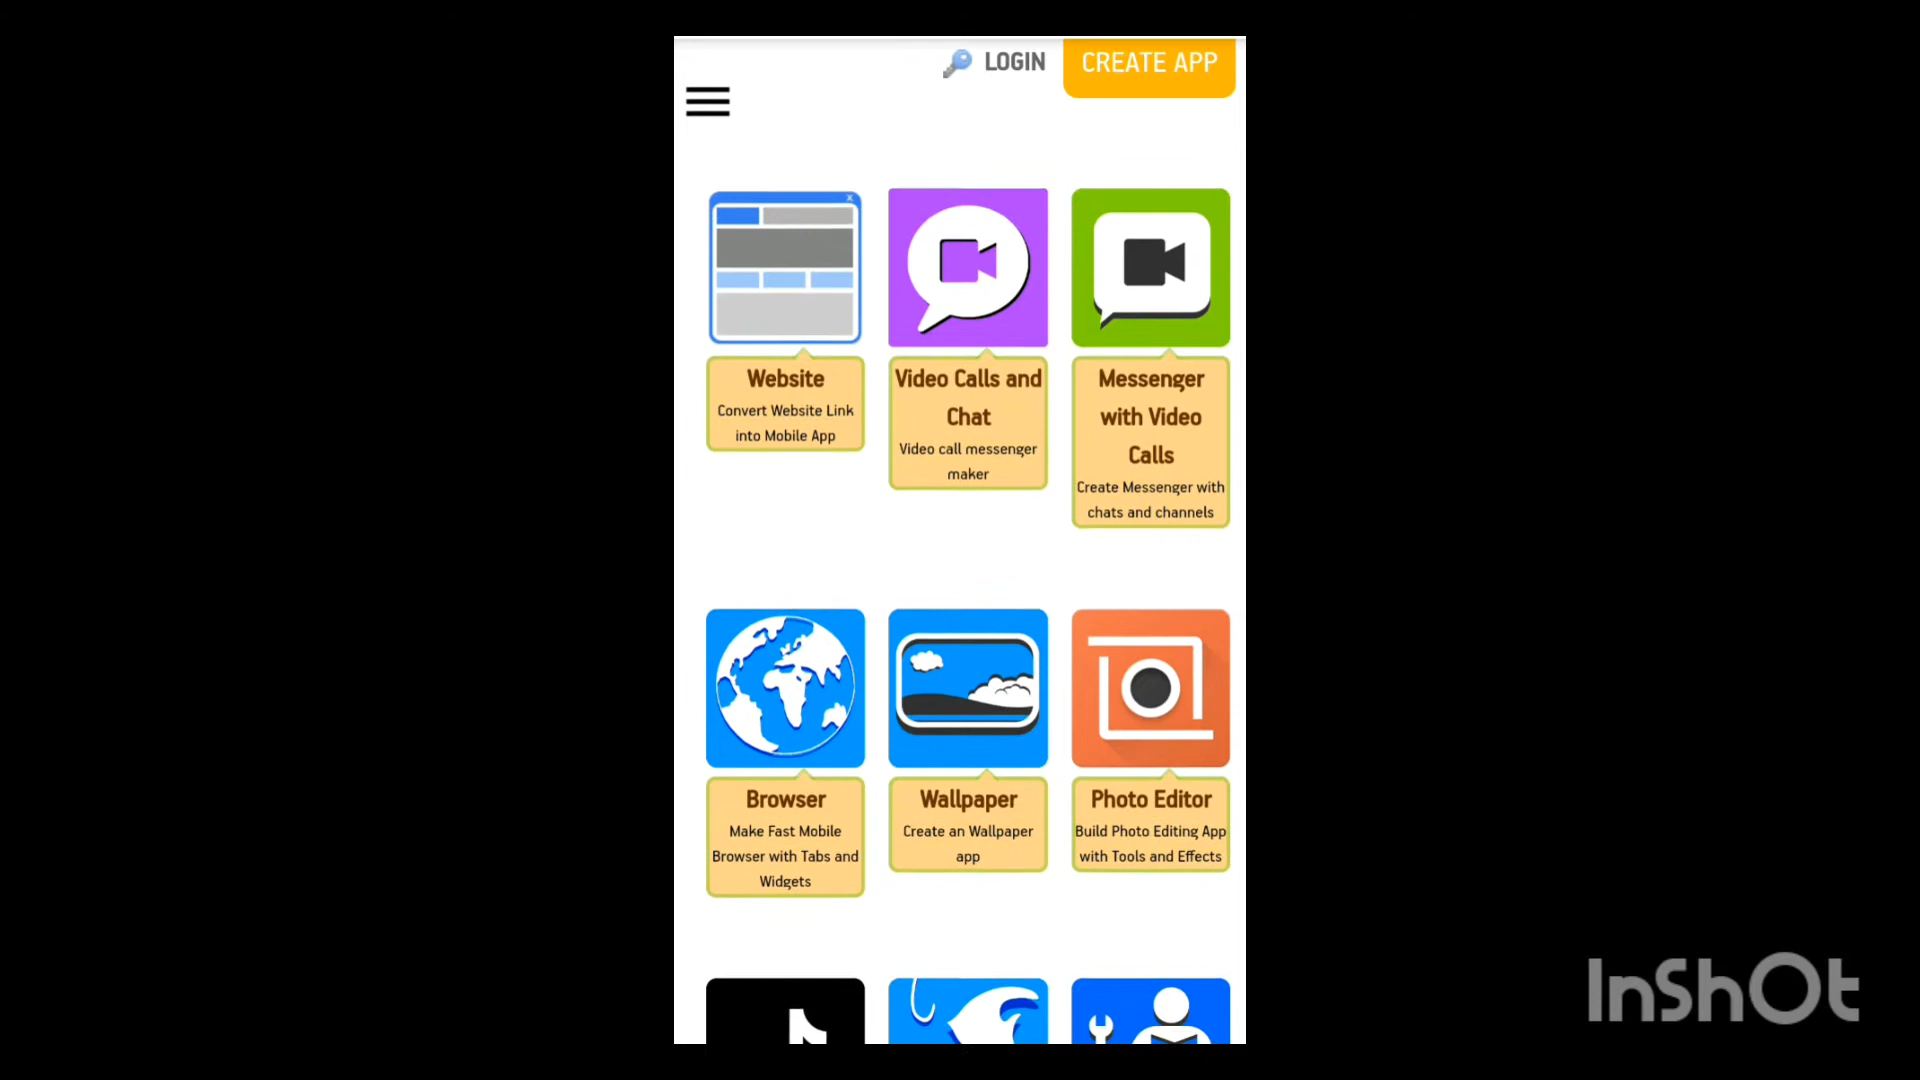 LOGIN
CREATE APP
Website
Convert Website Link
into Mobile App
Video Calls and
Chat
Video call messenger
maker
Messenger
with Video
Calls
Create Messenger with
chats and channels
Browser
Make Fast Mobile
Browser with Tabs and
Widgets
Wallpaper
Create an Wallpaper
app
Photo Editor
Build Photo Editing App
with Tools and Effects
InShOt